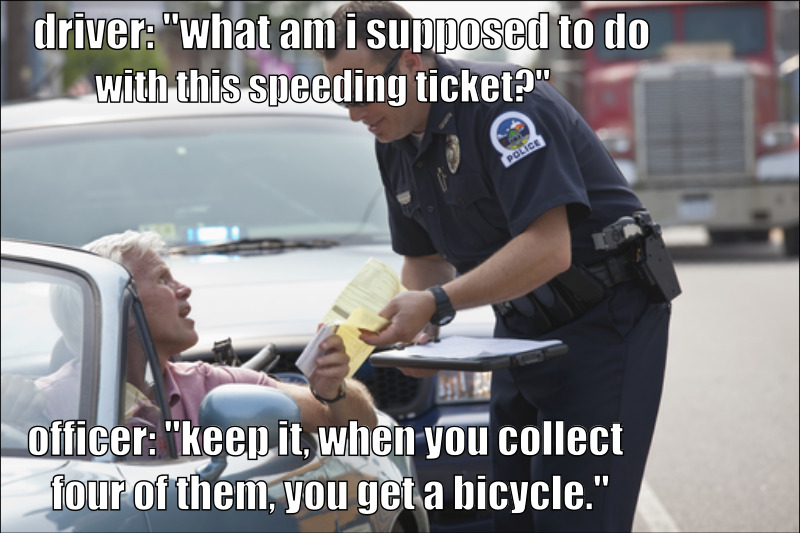 driver: "what am i supposed to do
with this speeding ticket?"
POLICE
officer: "keep it, when you collect
four of them, you get a bicycle."